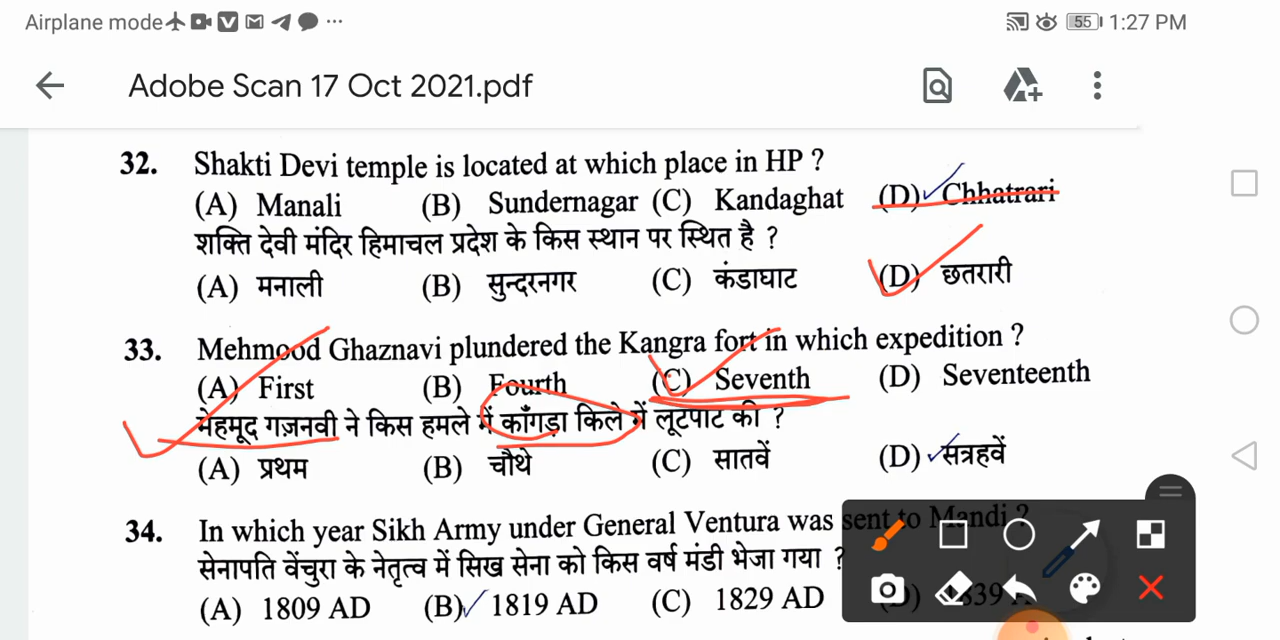 Airplane mode ... 55 1:27 PM
Adobe Scan 17 Oct 2021.pdf
32. Shakti Devi temple is located at which place in HP ?
(A) Manali (B) Sundernagar (C) Kandaghat (D) Chhatrari
शक्ति देवी मंदिर हिमाचल प्रदेश के किस स्थान पर स्थित है ?
(A) मनाली (B) सुन्दरनगर (C) कंडाघाट (D) छतरारी
33. Mehmood Ghaznavi plundered the Kangra fort in which expedition ?
(A) First (B) Fourth (C) Seventh (D) Seventeenth
मेहमूद गज़नवी ने किस हमले में काँगड़ा किले में लूटपाट की ?
(A) प्रथम (B) चौथे (C) सातवें (D) सत्रहवें
34. In which year Sikh Army under General Ventura was sent to Mandi ?
सेनापति वेंचुरा के नेतृत्व में सिख सेना को किस वर्ष मंडी भेजा गया ?
(A) 1809 AD (B) 1819 AD (C) 1829 AD